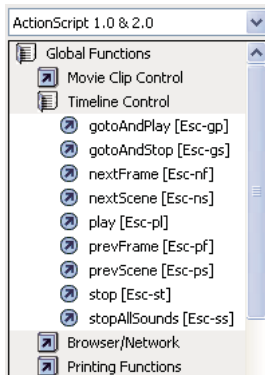 ActionScript 1.0 & 2.0
Global Functions
Movie Clip Control
Timeline Control
gotoAndPlay [Esc-gp]
gotoAndStop [Esc-gs]
nextFrame [Esc-nf]
nextScene [Esc-ns]
play [Esc-pl]
prevFrame [Esc-pf]
prevScene [Esc-ps]
stop [Esc-st]
stopAllSounds [Esc-ss]
Browser/Network
Printing Functions